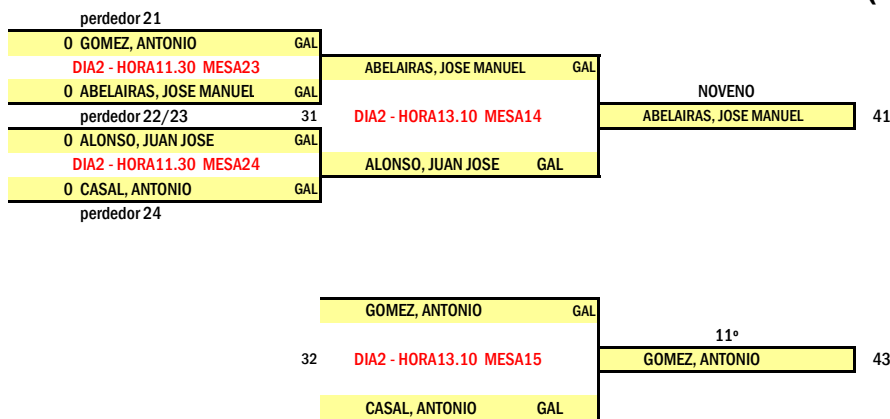 perdedor 21
0 GOMEZ, ANTONIO GAL
DIA2 - HORA11.30 MESA23
0 ABELAIRAS, JOSE MANUEL GAL
perdedor 22/23
31
0 ALONSO, JUAN JOSE GAL
DIA2 - HORA11.30 MESA24
0 CASAL, ANTONIO GAL
perdedor 24
ABELAIRAS, JOSE MANUEL GAL
DIA2 - HORA13.10 MESA14
ALONSO, JUAN JOSE GAL
NOVENO
ABELAIRAS, JOSE MANUEL 41
GOMEZ, ANTONIO GAL
32 DIA2 - HORA13.10 MESA15
CASAL, ANTONIO GAL
11º
GOMEZ, ANTONIO 43